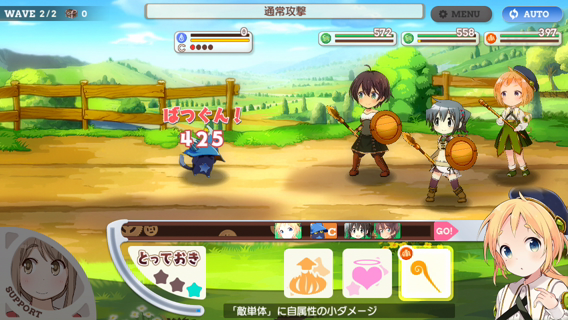 WAVE 2/2 0
通常攻撃
MENU
AUTO
0
C
572
558
397
ばつぐん!
425
C
GO!
とっておき
SUPPORT
「敵単体」に自属性の小ダメージ